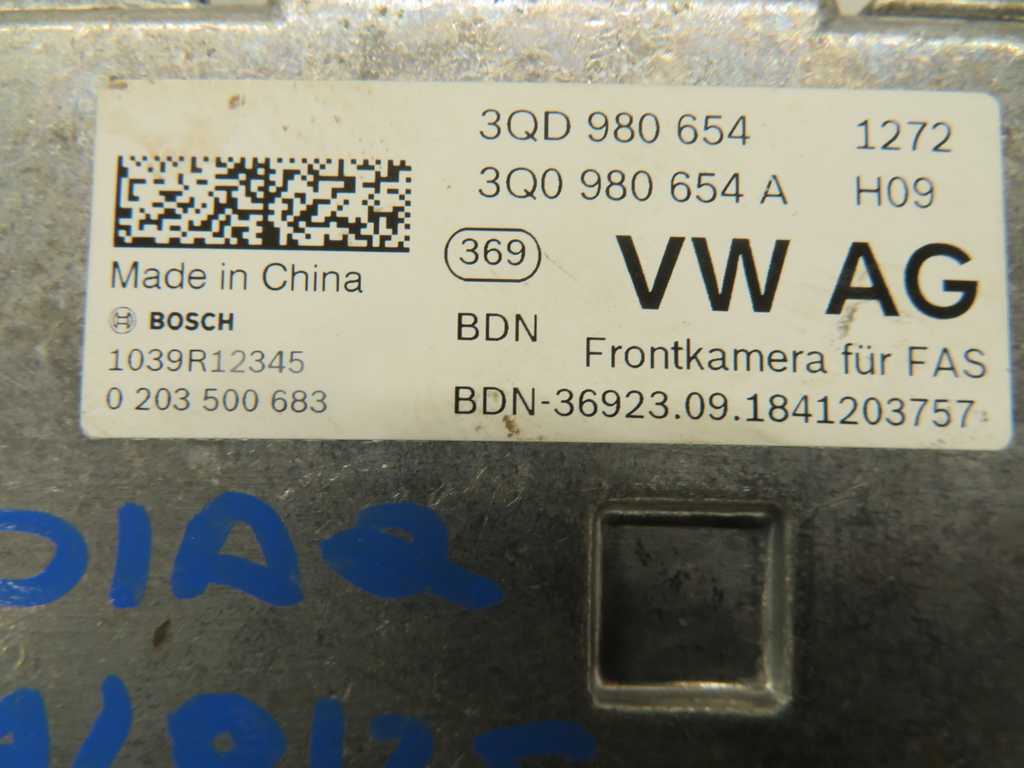 3QD 980 654 1272
3Q0 980 654 A H09
369
VW AG
Made in China
BOSCH
BDN
Frontkamera für FAS
1039R12345
0 203 500 683
BDN-36923.09.1841203757
DIAQ